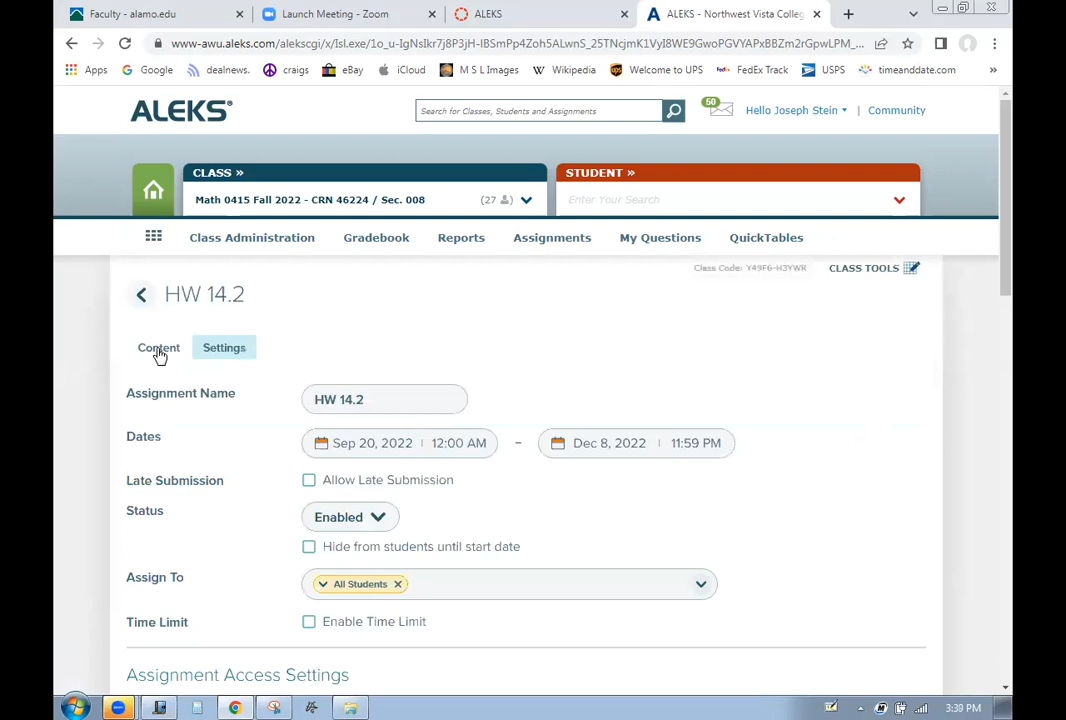 Faculty - alamo.edu
Launch Meeting - Zoom
ALEKS
ALEKS - Northwest Vista Colleg
www-awu.aleks.com/alekscgi/x/Isl.exe/1o_u-IgNsIkr7j8P3jH-IBSmPp4Zoh5ALwnS_25TNcjmK1VyI8WE9GwoPGVYAPxBBZm2rGpwLPM_...
Apps
Google
dealnews.
craigs
eBay
iCloud
M S L Images
Wikipedia
Welcome to UPS
FedEx Track
USPS
timeanddate.com
ALEKS
Search for Classes, Students and Assignments
50
Hello Joseph Stein
Community
CLASS »
STUDENT »
Math 0415 Fall 2022 - CRN 46224 / Sec. 008
(27 )
Enter Your Search
Class Administration
Gradebook
Reports
Assignments
My Questions
QuickTables
Class Code: Y49F6-H3YWR
CLASS TOOLS
HW 14.2
Content
Settings
Assignment Name
HW 14.2
Dates
Sep 20, 2022 | 12:00 AM – Dec 8, 2022 | 11:59 PM
Late Submission
Allow Late Submission
Status
Enabled
Hide from students until start date
Assign To
All Students
Time Limit
Enable Time Limit
Assignment Access Settings
3:39 PM